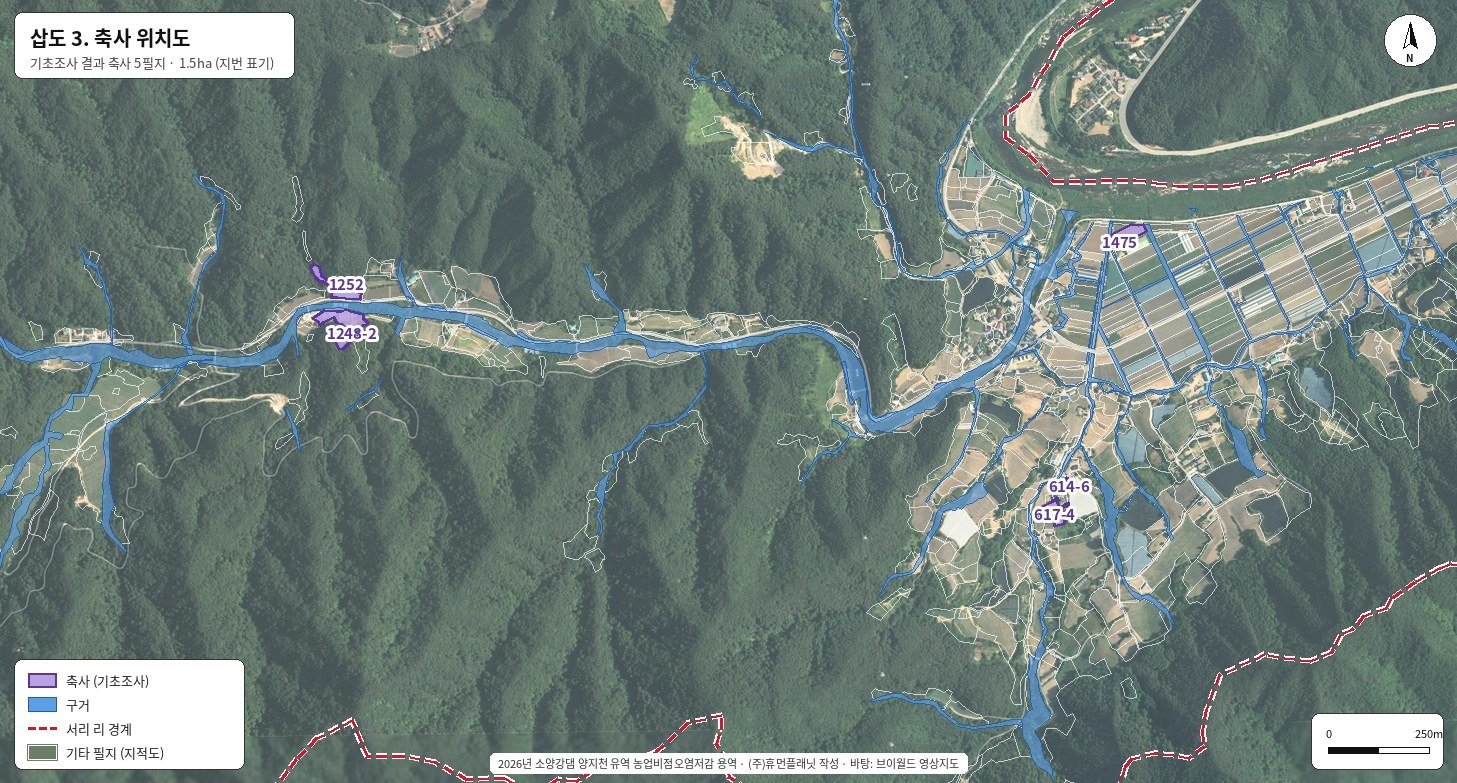 삽도 3. 축사 위치도
기초조사 결과 축사 5필지 · 1.5ha (지번 표기)
N
1475
1252
1248-2
614-6
617-4
축사 (기초조사)
구거
서리 리 경계
기타 필지 (지적도)
0 250m
2026년 소양강댐 양지천 유역 농업비점오염저감 용역 · (주)휴먼플래닛 작성 · 바탕: 브이월드 영상지도